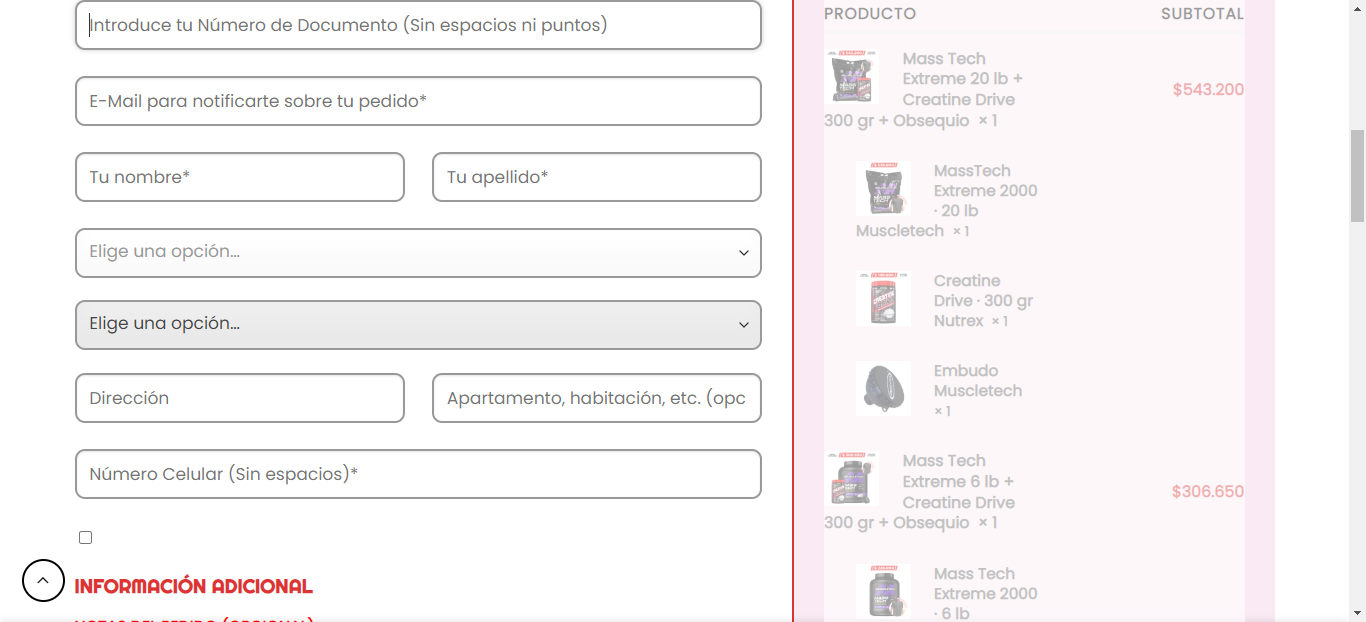 Introduce tu Número de Documento (Sin espacios ni puntos)
E-Mail para notificarte sobre tu pedido*
Tu nombre*
Tu apellido*
Elige una opción...
Elige una opción...
Dirección
Apartamento, habitación, etc. (opc
Número Celular (Sin espacios)*
INFORMACIÓN ADICIONAL
NOTAS DEL PEDIDO (OPCIONAL)
PRODUCTO
SUBTOTAL
Mass Tech
Extreme 20 lb +
Creatine Drive
300 gr + Obsequio × 1
$543.200
MassTech
Extreme 2000
· 20 lb
Muscletech × 1
Creatine
Drive · 300 gr
Nutrex × 1
Embudo
Muscletech
× 1
Mass Tech
Extreme 6 lb +
Creatine Drive
300 gr + Obsequio × 1
$306.650
Mass Tech
Extreme 2000
· 6 lb